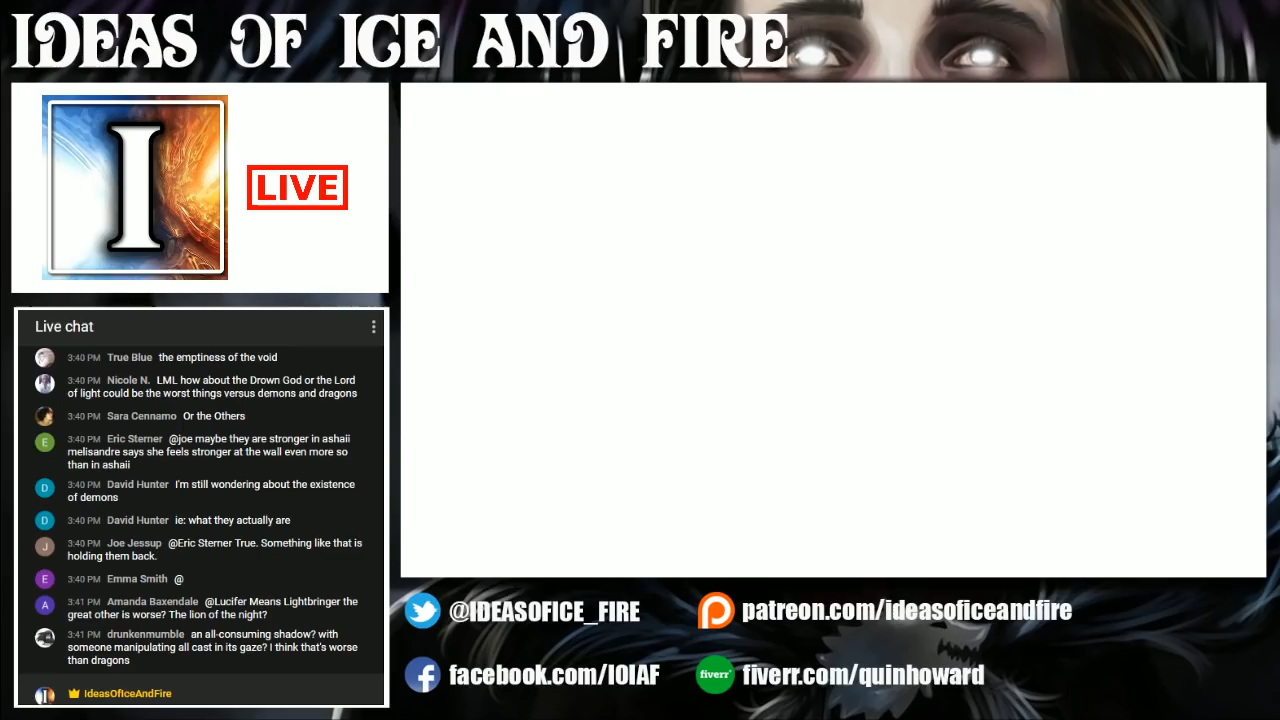 IDEAS OF ICE AND FIRE
I
LIVE
Live chat
3:40 PM True Blue the emptiness of the void
3:40 PM Nicole N. LML how about the Drown God or the Lord
of light could be the worst things versus demons and dragons
3:40 PM Sara Cennamo Or the Others
E
3:40 PM Eric Sterner @joe maybe they are stronger in ashaii
melisandre says she feels stronger at the wall even more so
than in ashaii
D
3:40 PM David Hunter I'm still wondering about the existence
of demons
D
3:40 PM David Hunter ie: what they actually are
J
3:40 PM Joe Jessup @Eric Sterner True. Something like that is
holding them back.
E
3:40 PM Emma Smith @
A
3:41 PM Amanda Baxendale @Lucifer Means Lightbringer the
great other is worse? The lion of the night?
3:41 PM drunkenmumble an all-consuming shadow? with
someone manipulating all cast in its gaze? I think that's worse
than dragons
I
IdeasOfIceAndFire
@IDEASOFICE_FIRE
patreon.com/ideasoficeandfire
facebook.com/IOIAF
fiverr
fiverr.com/quinhoward